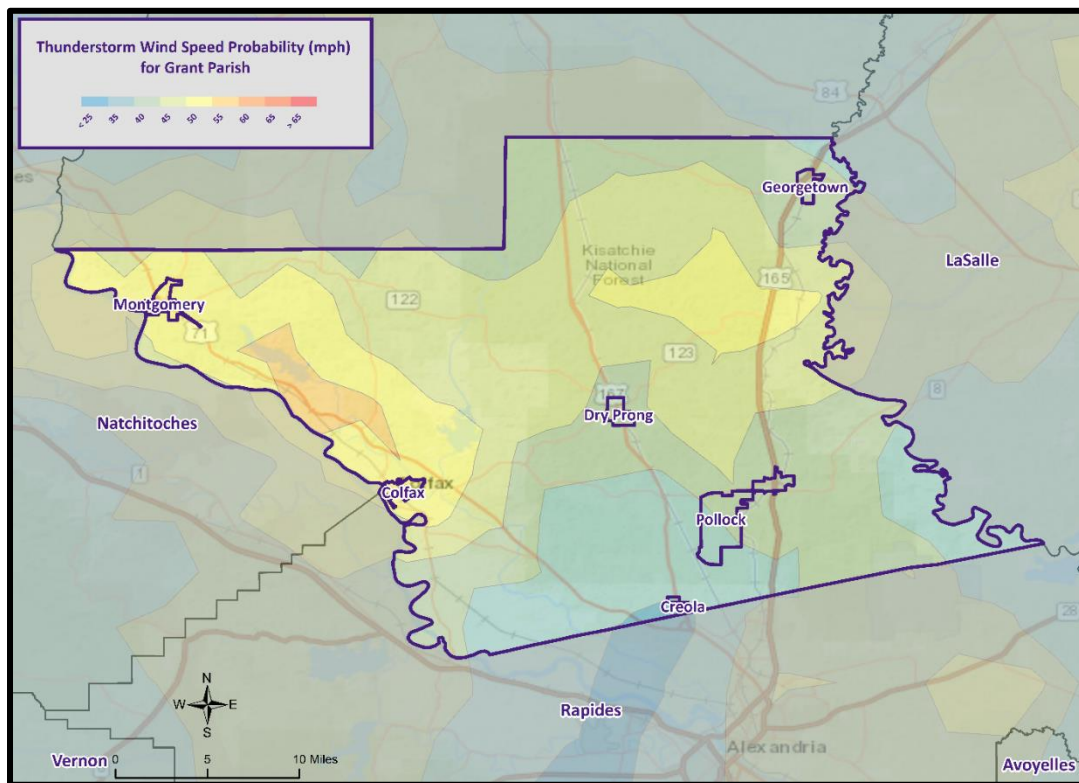 Thunderstorm Wind Speed Probability (mph)
for Grant Parish
< 25
35
40
45
50
55
60
65
> 65
84
Georgetown
Kisatchie
National
Forest
LaSalle
165
Montgomery
122
71
123
8
167
Dry Prong
Natchitoches
1
Colfax
Pollock
Creola
28
N
W E
S
Rapides
Alexandria
Vernon
0 5 10 Miles
Avoyelles